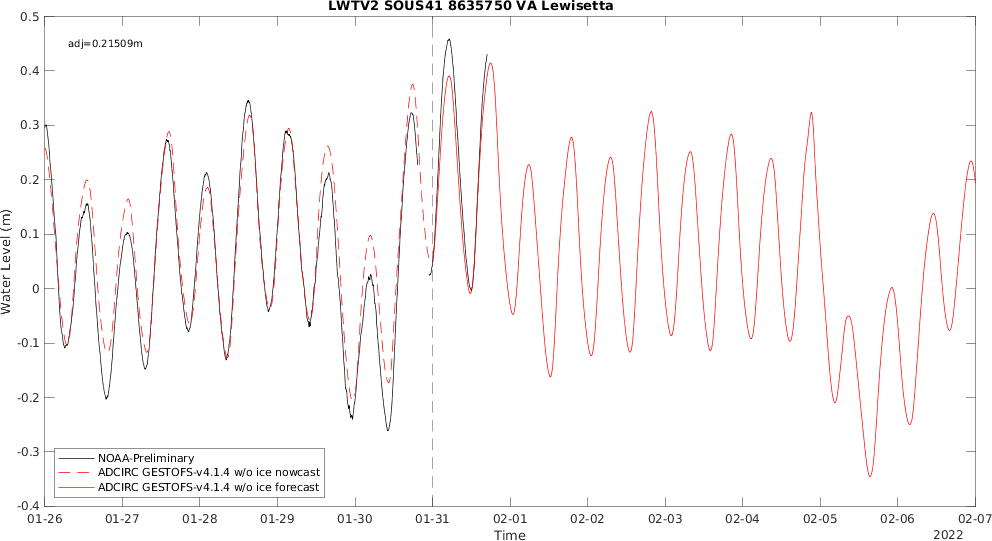 LWTV2 SOUS41 8635750 VA Lewisetta
adj=0.21509m
0.5
0.4
0.3
0.2
0.1
0
-0.1
-0.2
-0.3
-0.4
Water Level (m)
NOAA-Preliminary
ADCIRC GESTOFS-v4.1.4 w/o ice nowcast
ADCIRC GESTOFS-v4.1.4 w/o ice forecast
01-26 01-27 01-28 01-29 01-30 01-31 02-01 02-02 02-03 02-04 02-05 02-06 02-07
Time
2022